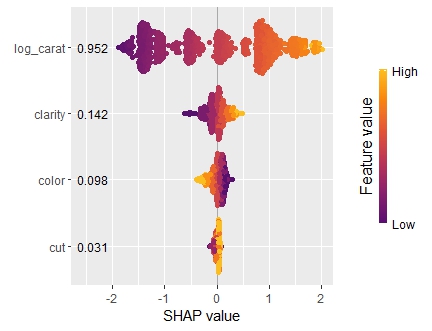 log_carat 0.952
clarity 0.142
color 0.098
cut 0.031
-2 -1 0 1 2
SHAP value
High
Feature value
Low